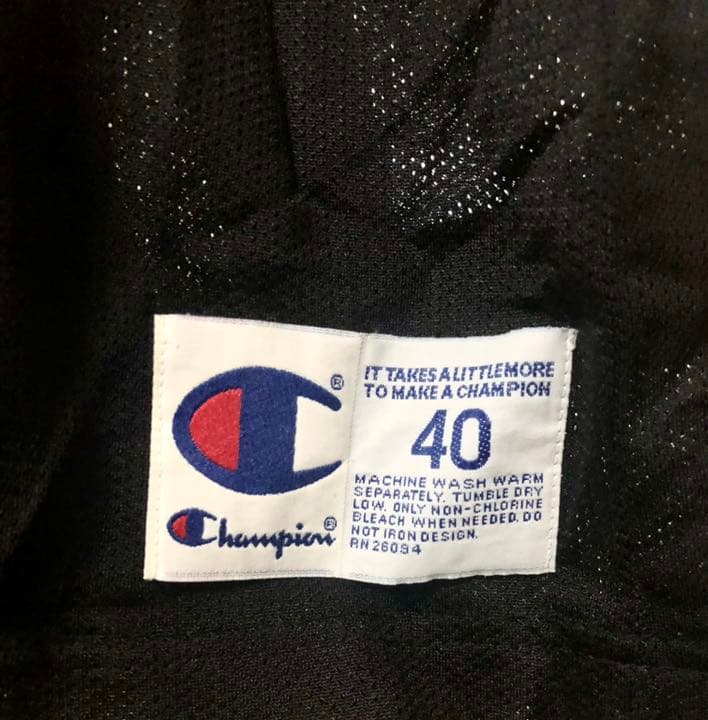 ®
Champion®
IT TAKES A LITTLE MORE
TO MAKE A CHAMPION
40
MACHINE WASH WARM
SEPARATELY. TUMBLE DRY
LOW. ONLY NON-CHLORINE
BLEACH WHEN NEEDED. DO
NOT IRON DESIGN.
RN 26094